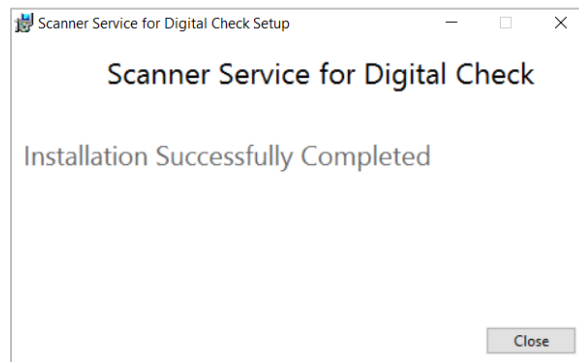 Scanner Service for Digital Check Setup
Scanner Service for Digital Check
Installation Successfully Completed
Close